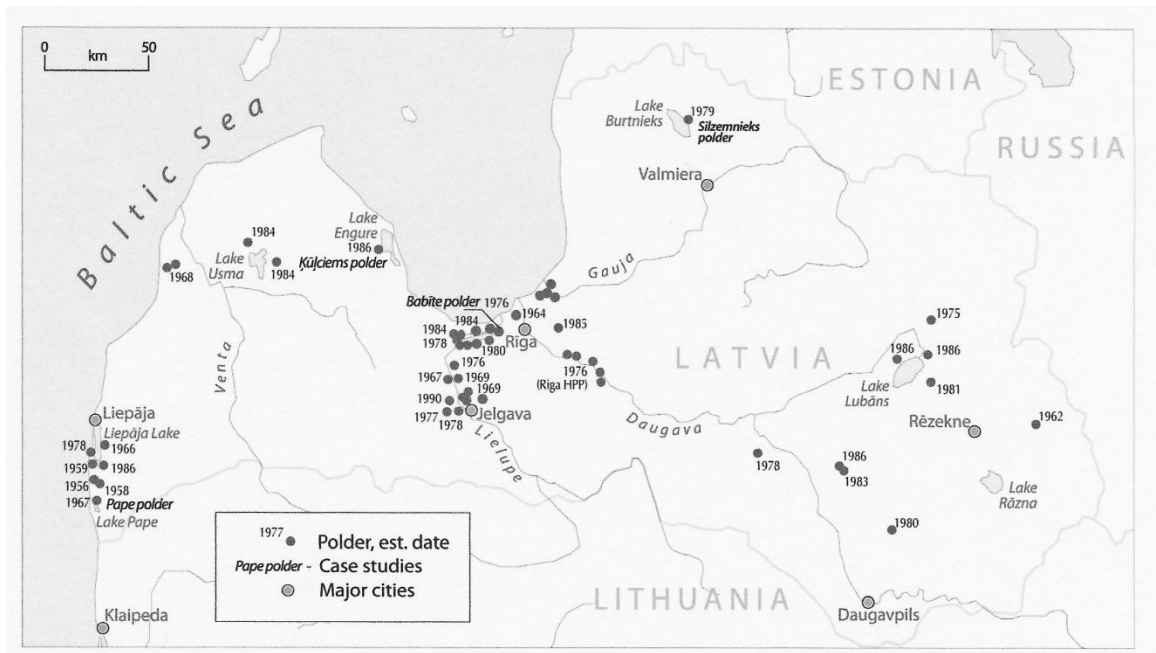 0 50
km
ESTONIA
RUSSIA
Baltic Sea
Lake
Burtnieks
1979
Silzemnieks
polder
Valmiera
Lake
Engure
1986
Ķūļciems polder
1984
Lake
Usma
1984
1968
Gauja
Babīte polder
1976
1964
1985
Rīga
1984
1984
1978
1980
1976
1967
1969
1969
1990
1977
1978
Jelgava
Lielupe
Venta
1976
(Riga HPP)
LATVIA
Daugava
1975
1986
1986
1981
Lake
Lubāns
Rēzekne
1962
Lake
Rāzna
1978
1986
1983
1980
Liepāja
Liepāja Lake
1978
1966
1959
1986
1956
1958
1967
Pape polder
Lake Pape
Klaipeda
1977
Polder, est. date
Pape polder - Case studies
Major cities
LITHUANIA
Daugavpils